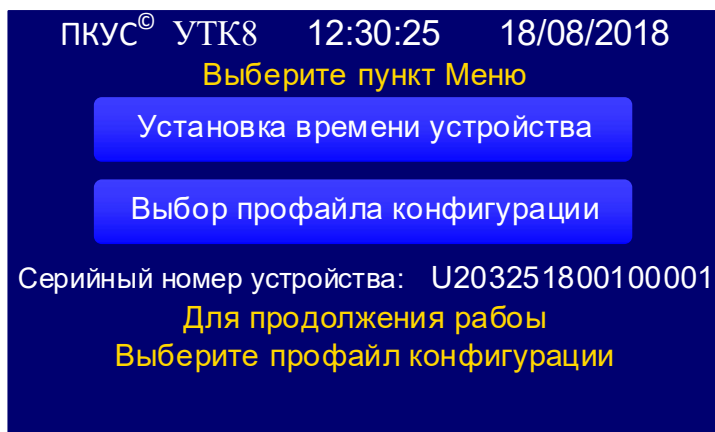 ПКУС© УТК8 12:30:25 18/08/2018
Выберите пункт Меню
Установка времени устройства
Выбор профайла конфигурации
Серийный номер устройства: U203251800100001
Для продолжения рабоы
Выберите профайл конфигурации